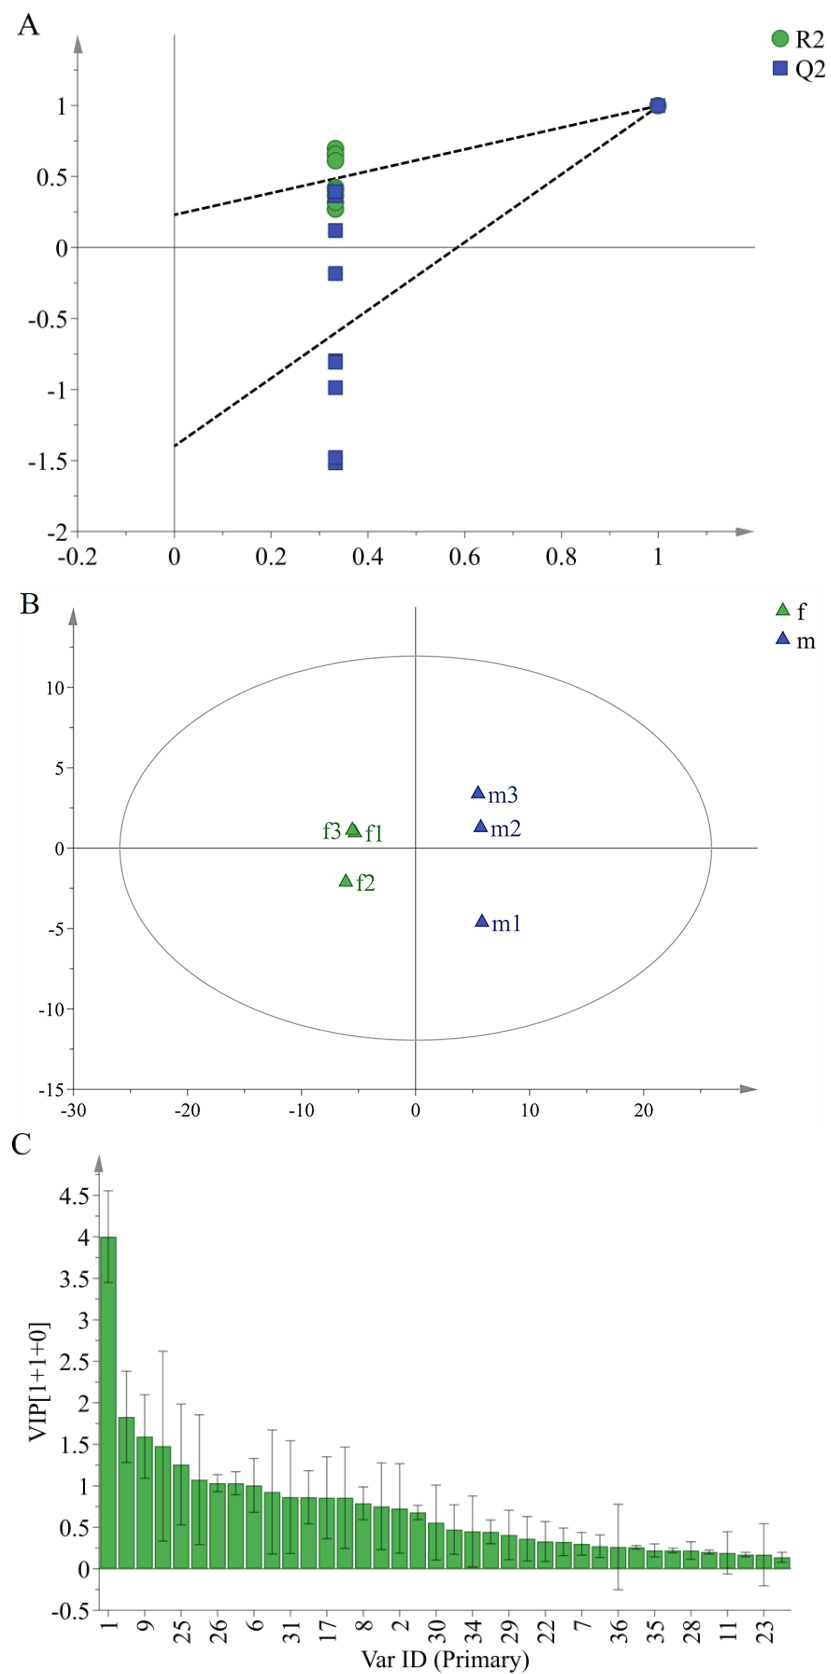 A
R2
Q2
1
0.5
0
-0.5
-1
-1.5
-2
-0.2 0 0.2 0.4 0.6 0.8 1
B
f
m
10
5
0
-5
-10
-15
m3
f3 f1 m2
f2
m1
-30 -20 -10 0 10 20
C
4.5
4
3.5
3
2.5
2
1.5
1
0.5
0
-0.5
VIP[1+1+0]
1 9 25 26 6 31 17 8 2 30 34 29 22 7 36 35 28 11 23
Var ID (Primary)